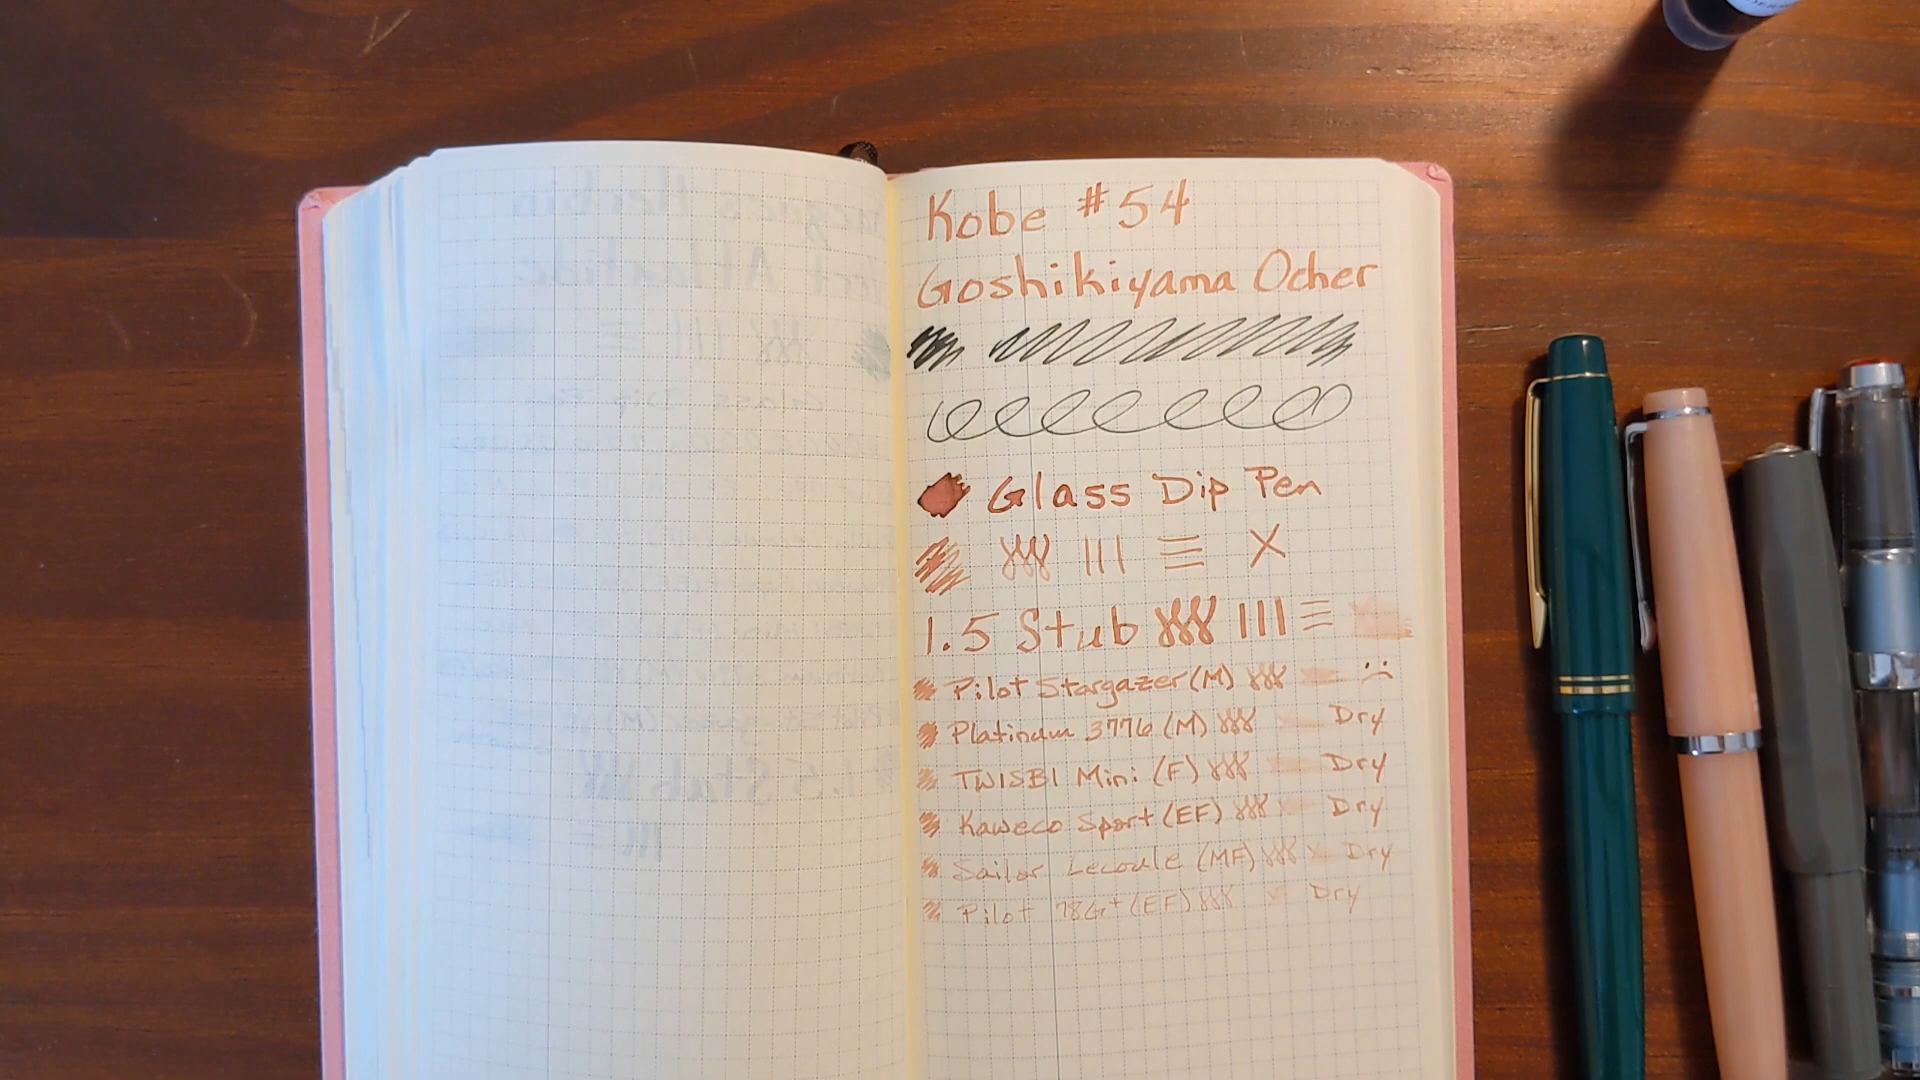 Kobe #54
Goshikiyama Ocher
Glass Dip Pen
1.5 Stub
Pilot Stargazer (M)
Platinum 3776 (M) Dry
TWISBI Mini (F) Dry
Kaweco Sport (EF) Dry
Sailor Lecoule (MF) Dry
Pilot 78G+ (EF) Dry